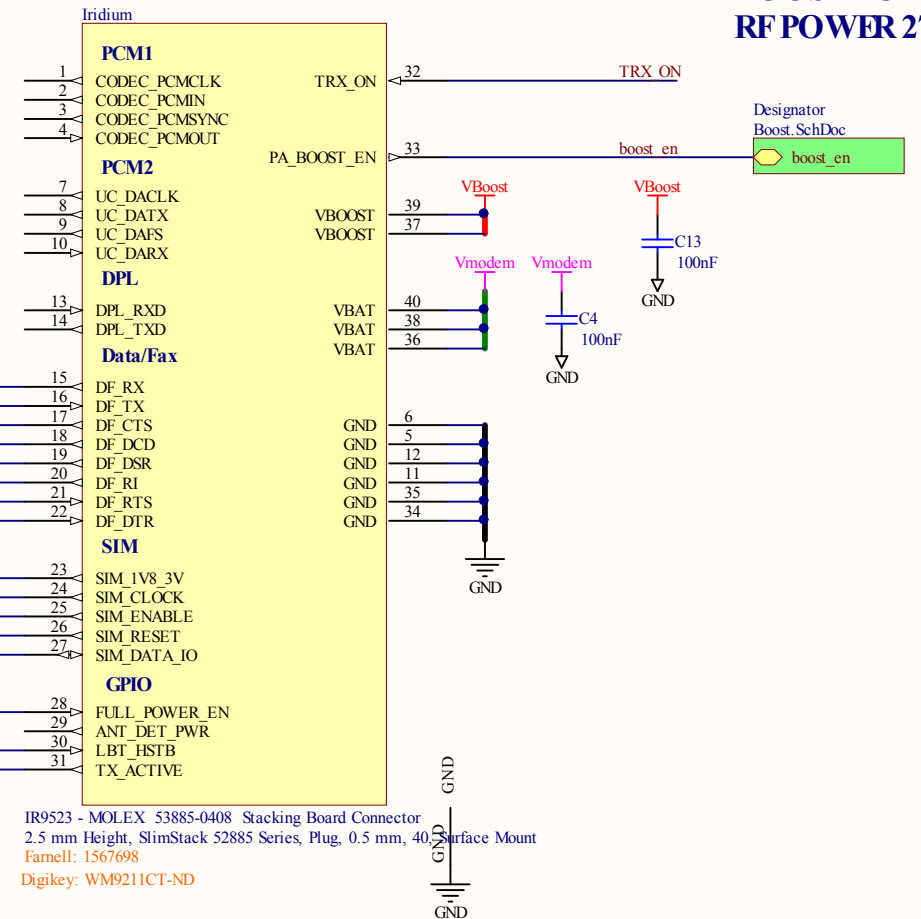 Iridium
RF POWER 2
PCM1
1 CODEC_PCMCLK
2 CODEC_PCMIN
3 CODEC_PCMSYNC
4 CODEC_PCMOUT
PCM2
7 UC_DACLK
8 UC_DATX
9 UC_DAFS
10 UC_DARX
DPL
13 DPL_RXD
14 DPL_TXD
Data/Fax
15 DF_RX
16 DF_TX
17 DF_CTS
18 DF_DCD
19 DF_DSR
20 DF_RI
21 DF_RTS
22 DF_DTR
SIM
23 SIM_1V8_3V
24 SIM_CLOCK
25 SIM_ENABLE
26 SIM_RESET
27 SIM_DATA_IO
GPIO
28 FULL_POWER_EN
29 ANT_DET_PWR
30 LBT_HSTB
31 TX_ACTIVE
TRX_ON 32 TRX ON
PA_BOOST_EN 33 boost en
Designator
Boost.SchDoc
boost_en
VBoost
VBOOST 39
VBOOST 37
VBoost
C13
100nF
GND
Vmodem
VBAT 40
VBAT 38
VBAT 36
Vmodem
C4
100nF
GND
GND 6
GND 5
GND 12
GND 11
GND 35
GND 34
GND
GND
GND
GND
IR9523 - MOLEX 53885-0408 Stacking Board Connector
2.5 mm Height, SlimStack 52885 Series, Plug, 0.5 mm, 40, Surface Mount
Farnell: 1567698
Digikey: WM9211CT-ND